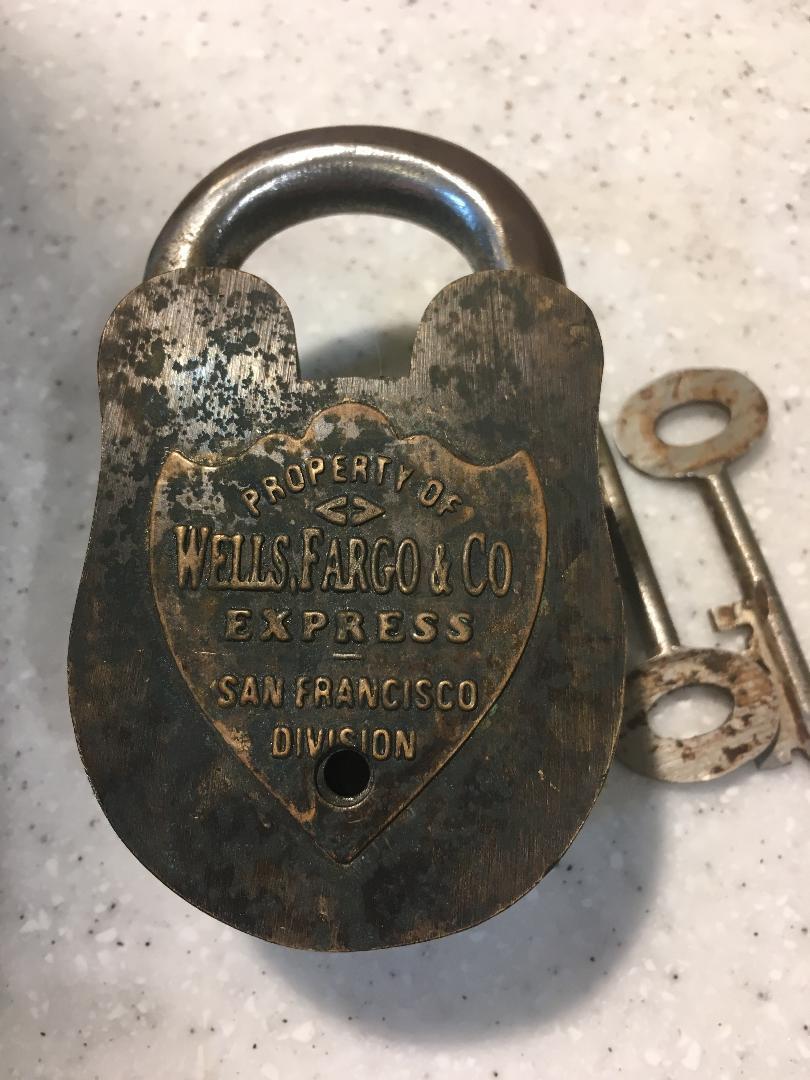 PROPERTY OF
<>
WELLS, FARGO & CO
EXPRESS
SAN FRANCISCO
DIVISION